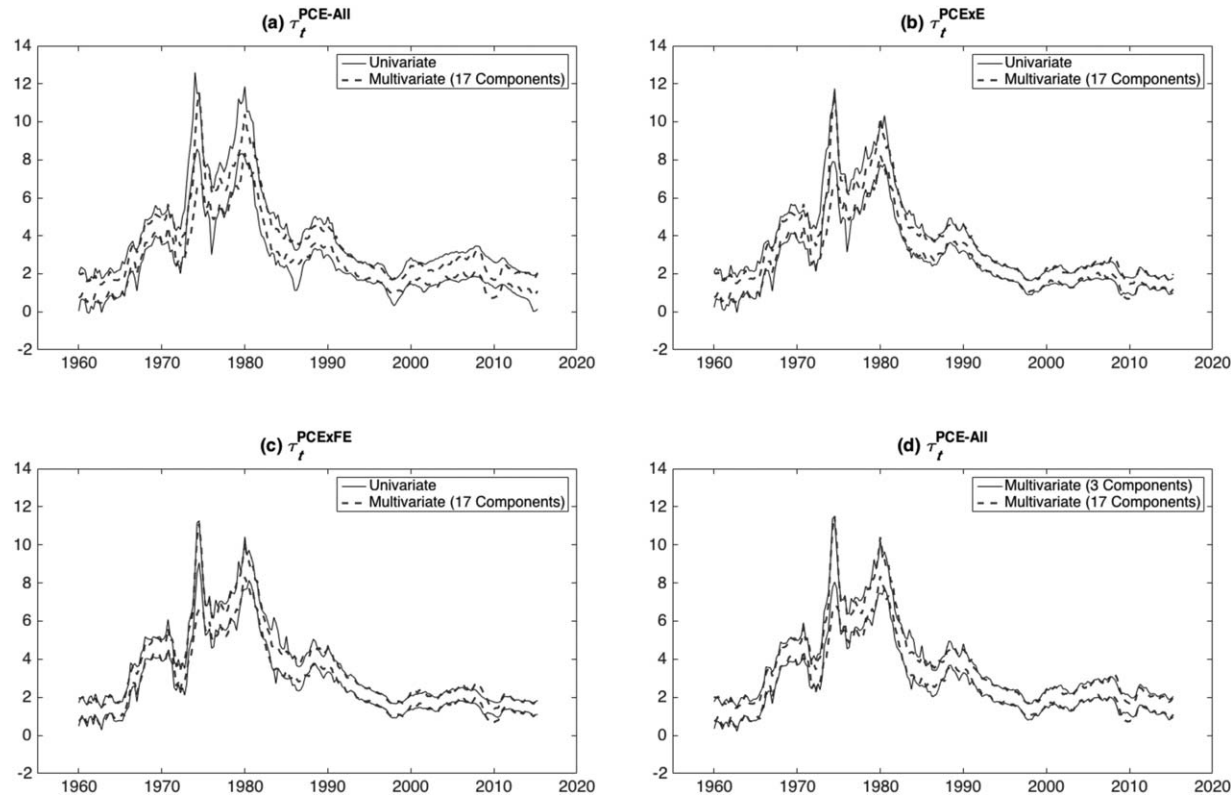 (a) τ_t^PCE-All
14
12
10
8
6
4
2
0
-2
1960 1970 1980 1990 2000 2010 2020
Univariate
Multivariate (17 Components)
(b) τ_t^PCExE
14
12
10
8
6
4
2
0
-2
1960 1970 1980 1990 2000 2010 2020
Univariate
Multivariate (17 Components)
(c) τ_t^PCExFE
14
12
10
8
6
4
2
0
-2
1960 1970 1980 1990 2000 2010 2020
Univariate
Multivariate (17 Components)
(d) τ_t^PCE-All
14
12
10
8
6
4
2
0
-2
1960 1970 1980 1990 2000 2010 2020
Multivariate (3 Components)
Multivariate (17 Components)